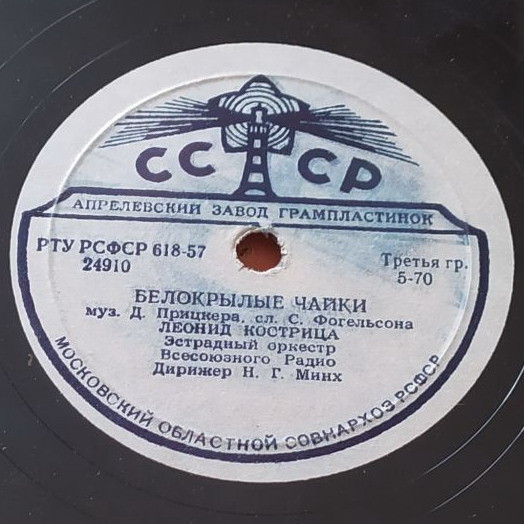 СССР
АПРЕЛЕВСКИЙ ЗАВОД ГРАМПЛАСТИНОК
РТУ РСФСР 618-57
24910
Третья гр.
5-70
БЕЛОКРЫЛЫЕ ЧАЙКИ
муз. Д. Прицкера, сл. С. Фогельсона
ЛЕОНИД КОСТРИЦА
Эстрадный оркестр
Всесоюзного Радио
Дирижер Н. Г. Минх
МОСКОВСКИЙ ОБЛАСТНОЙ СОВНАРХОЗ РСФСР